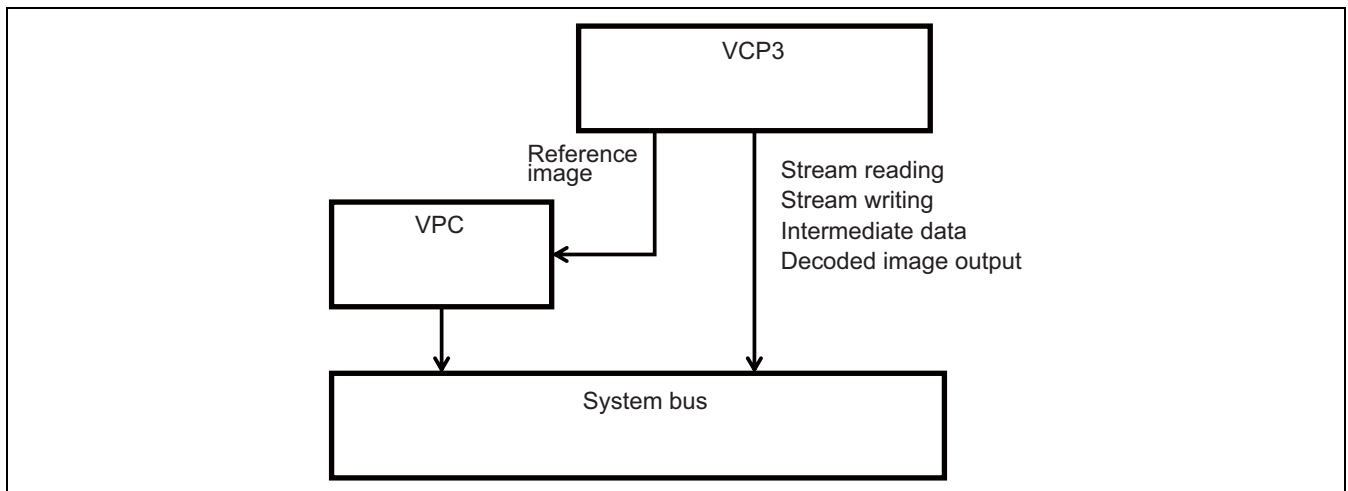 VCP3
Reference
image
Stream reading
Stream writing
Intermediate data
Decoded image output
VPC
System bus